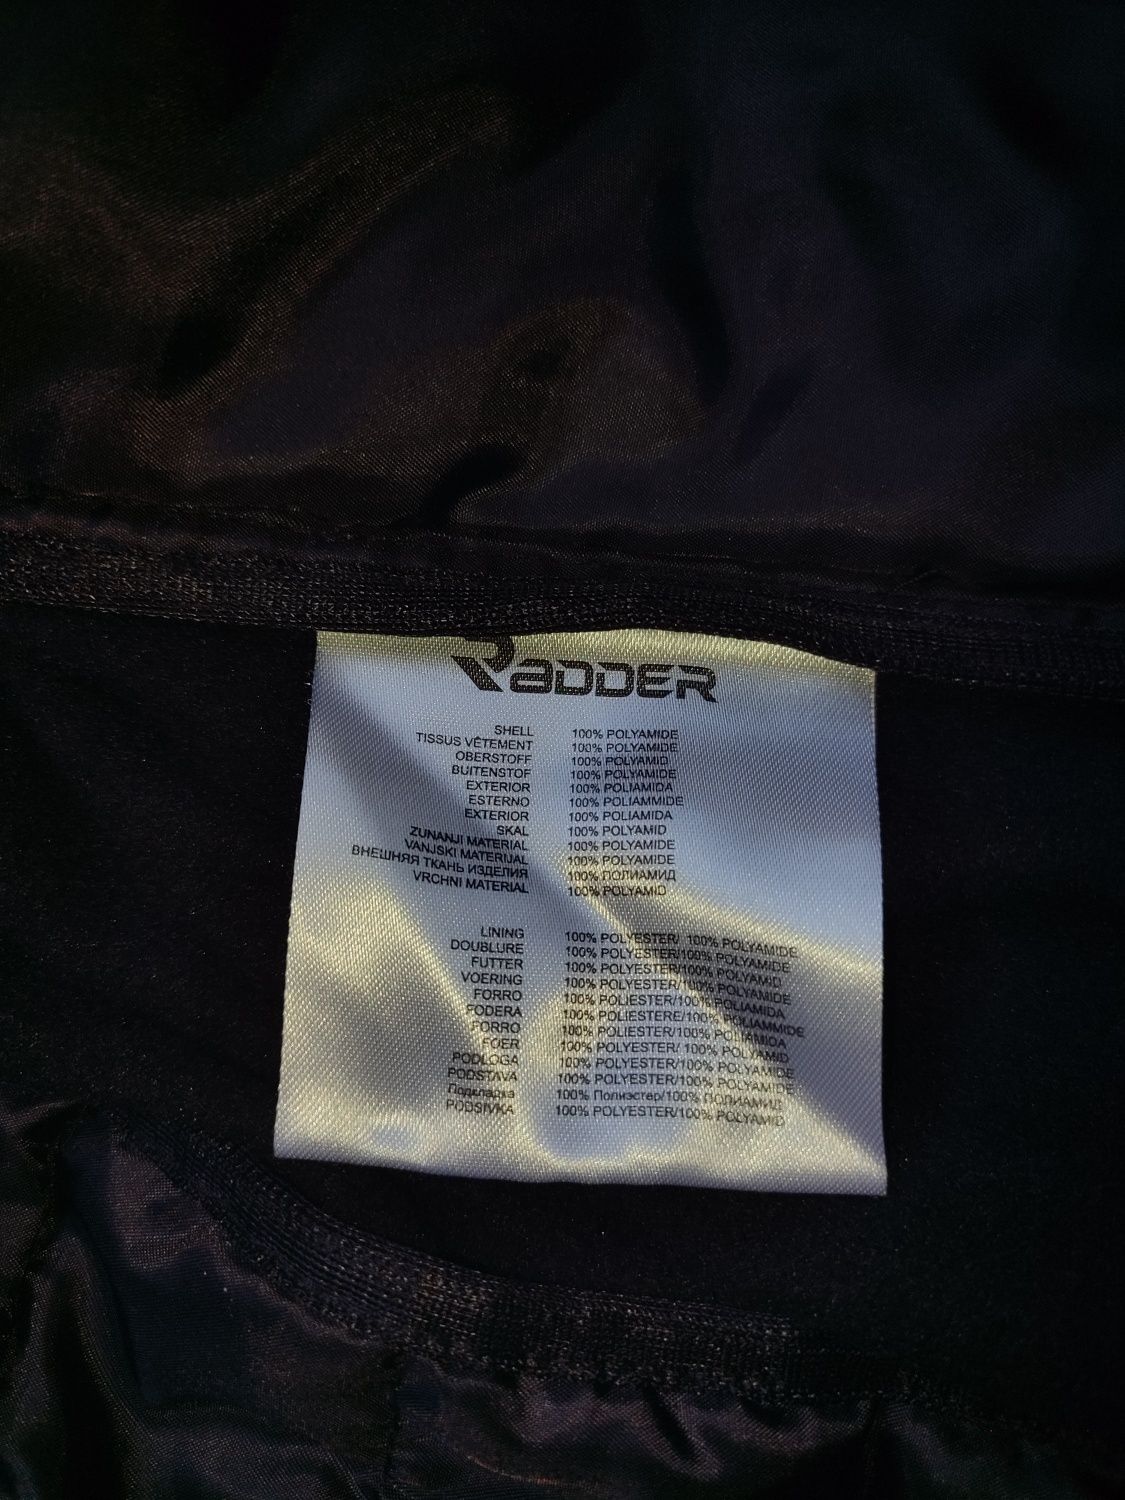 RADDER
SHELL 100% POLYAMIDE
TISSUS VÊTEMENT 100% POLYAMIDE
OBERSTOFF 100% POLYAMID
BUITENSTOF 100% POLYAMIDE
EXTERIOR 100% POLIAMIDA
ESTERNO 100% POLIAMMIDE
EXTERIOR 100% POLIAMIDA
SKAL 100% POLYAMID
ZUNANJI MATERIAL 100% POLYAMIDE
VANJSKI MATERIJAL 100% POLYAMIDE
ВНЕШНЯЯ ТКАНЬ ИЗДЕЛИЯ 100% ПОЛИАМИД
VRCHNI MATERIAL 100% POLYAMID
LINING 100% POLYESTER/ 100% POLYAMIDE
DOUBLURE 100% POLYESTER/100% POLYAMIDE
FUTTER 100% POLYESTER/100% POLYAMID
VOERING 100% POLYESTER/100% POLYAMIDE
FORRO 100% POLIESTER/100% POLIAMIDA
FODERA 100% POLIESTERE/100% POLIAMMIDE
FORRO 100% POLIESTER/100% POLIAMIDA
FOER 100% POLYESTER/ 100% POLYAMID
PODLOGA 100% POLYESTER/100% POLYAMIDE
PODSTAVA 100% POLYESTER/100% POLYAMIDE
Подкладка 100% Полиэстер/100% ПОЛИАМИД
PODSIVKA 100% POLYESTER/100% POLYAMID